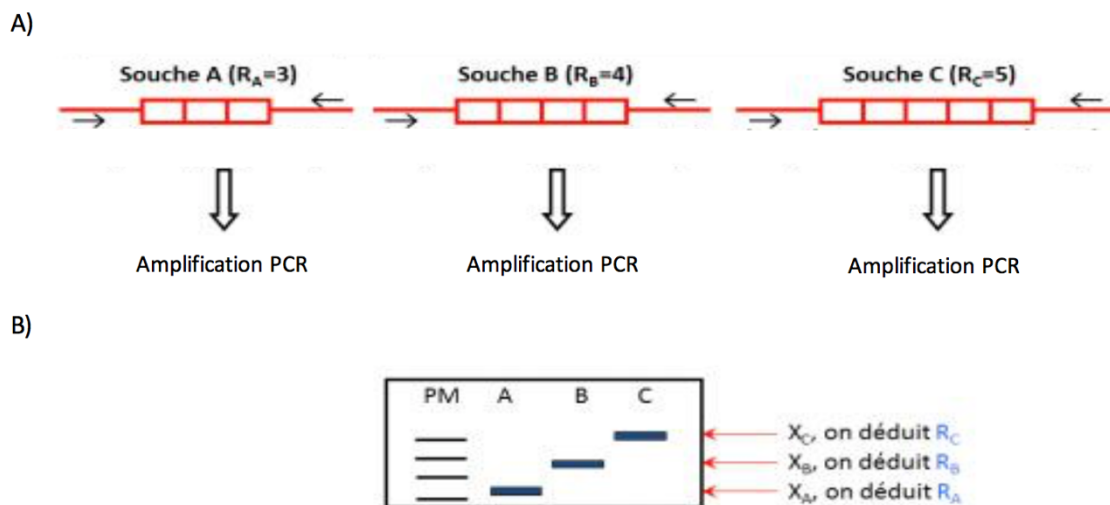 A)
Souche A (RA=3) Souche B (RB=4) Souche C (RC=5)
Amplification PCR Amplification PCR Amplification PCR
B)
PM A B C
XC, on déduit RC
XB, on déduit RB
XA, on déduit RA